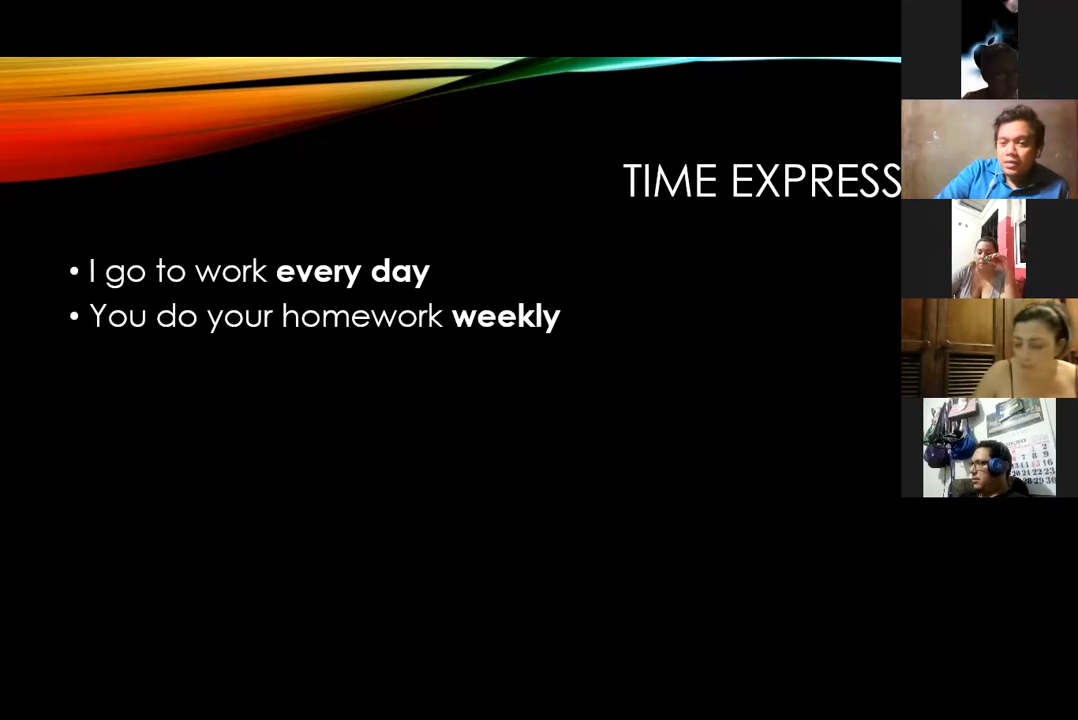 TIME EXPRESS
• I go to work every day
• You do your homework weekly